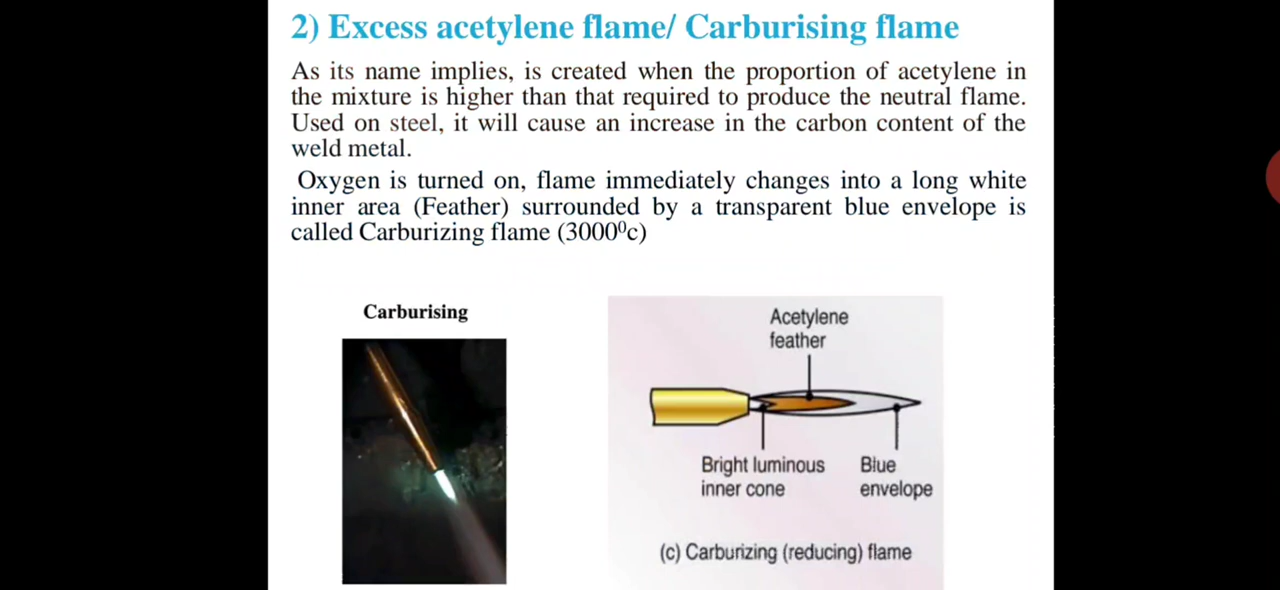 2) Excess acetylene flame/ Carburising flame
As its name implies, is created when the proportion of acetylene in
the mixture is higher than that required to produce the neutral flame.
Used on steel, it will cause an increase in the carbon content of the
weld metal.
Oxygen is turned on, flame immediately changes into a long white
inner area (Feather) surrounded by a transparent blue envelope is
called Carburizing flame (3000⁰c)
Carburising
Acetylene
feather
Bright luminous
inner cone
Blue
envelope
(c) Carburizing (reducing) flame